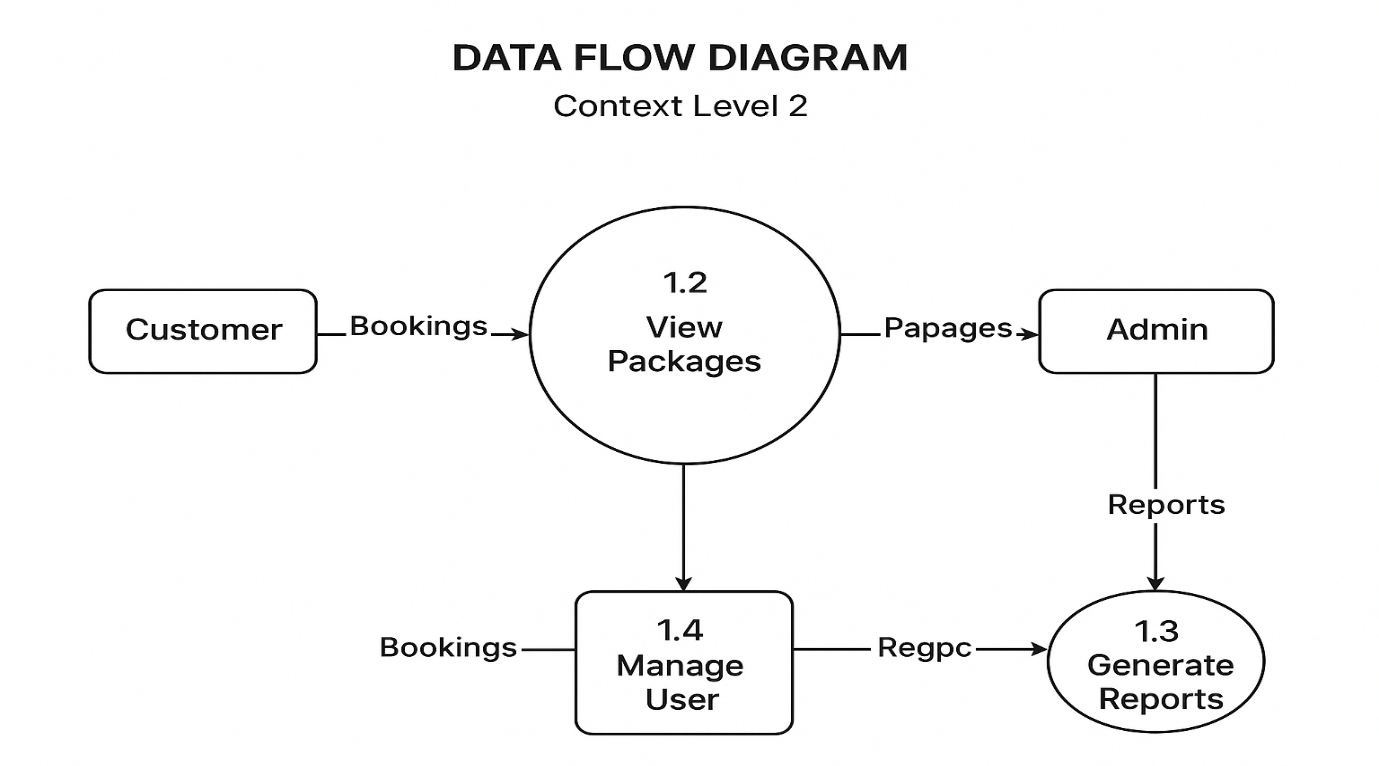 DATA FLOW DIAGRAM
Context Level 2
Customer
Bookings
1.2
View
Packages
Papages
Admin
Reports
Bookings
1.4
Manage
User
Regpc
1.3
Generate
Reports